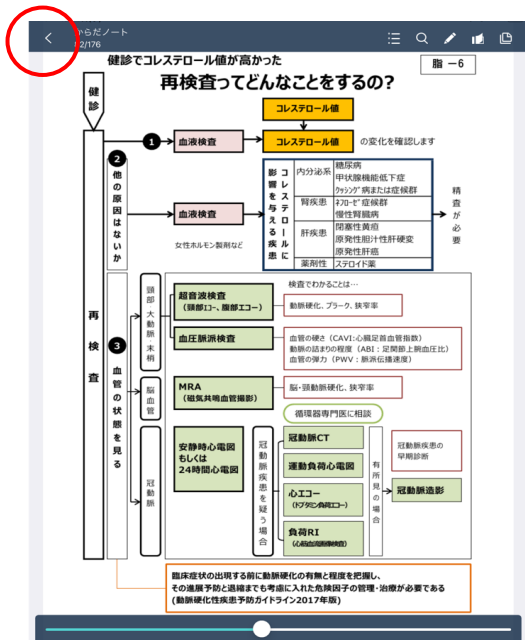 からだノート
82/176
健診でコレステロール値が高かった
再検査ってどんなことをするの?
脂 －6
健診
コレステロール値
❶
血液検査
コレステロール値
の変化を確認します
❷
他の原因はないか
血液検査
女性ホルモン製剤など
コレステロールに影響を与える疾患
内分泌系
糖尿病
甲状腺機能低下症
クッシング病または症候群
腎疾患
ネフローゼ症候群
慢性腎臓病
肝疾患
閉塞性黄疸
原発性胆汁性肝硬変
原発性肝癌
薬剤性
ステロイド薬
精査が必要
再検査
❸
血管の状態を見る
頸部・大動脈・末梢
超音波検査
(頸部エコー、腹部エコー)
検査でわかることは…
動脈硬化、プラーク、狭窄率
血圧脈派検査
血管の硬さ（CAVI:心臓足首血管指数）
動脈の詰まりの程度（ABI：足関節上腕血圧比）
血管の弾力（PWV：脈派伝播速度）
脳血管
MRA
(磁気共鳴血管撮影)
脳・頸動脈硬化、狭窄率
循環器専門医に相談
冠動脈
安静時心電図
もしくは
24時間心電図
冠動脈疾患を疑う場合
冠動脈CT
運動負荷心電図
心エコー
(ドブタミン負荷エコー)
負荷RI
(心筋血流画像検査)
有所見の場合
冠動脈疾患の
早期診断
冠動脈造影
臨床症状の出現する前に動脈硬化の有無と程度を把握し、
その進展予防と退縮までも考慮に入れた危険因子の管理・治療が必要である
(動脈硬化性疾患予防ガイドライン2017年版)